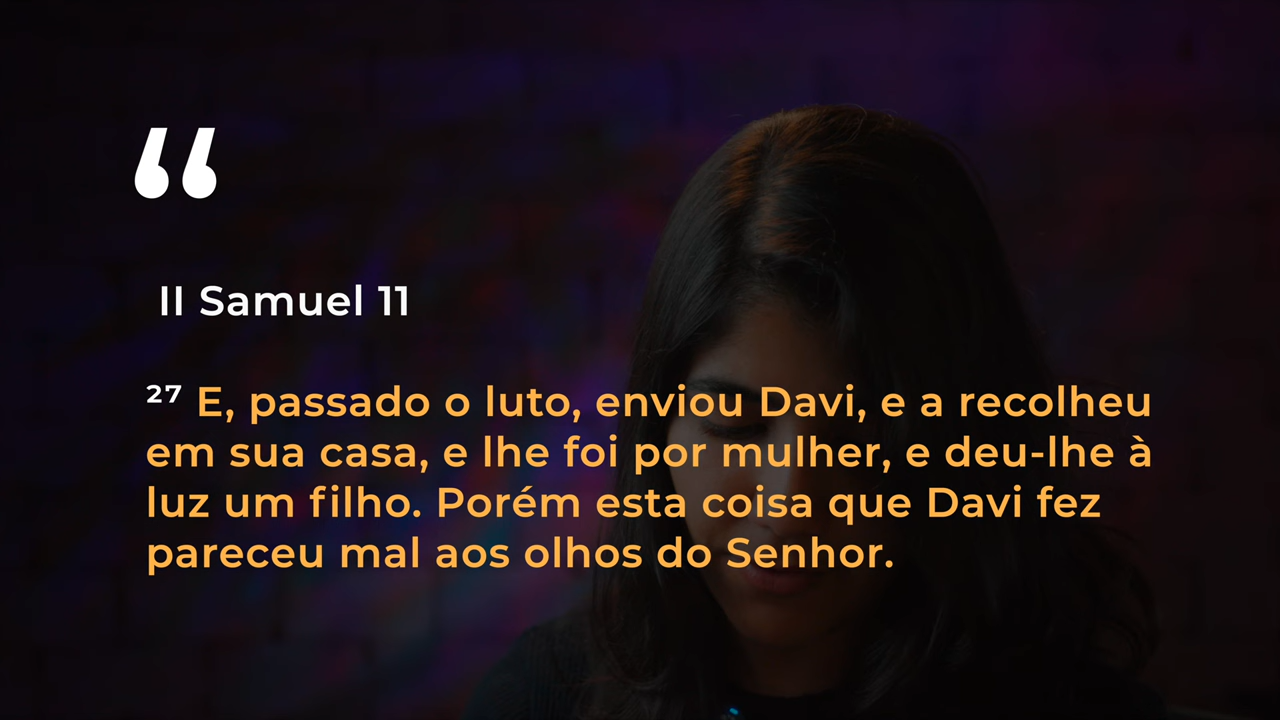 “
II Samuel 11
²⁷ E, passado o luto, enviou Davi, e a recolheu
em sua casa, e lhe foi por mulher, e deu-lhe à
luz um filho. Porém esta coisa que Davi fez
pareceu mal aos olhos do Senhor.